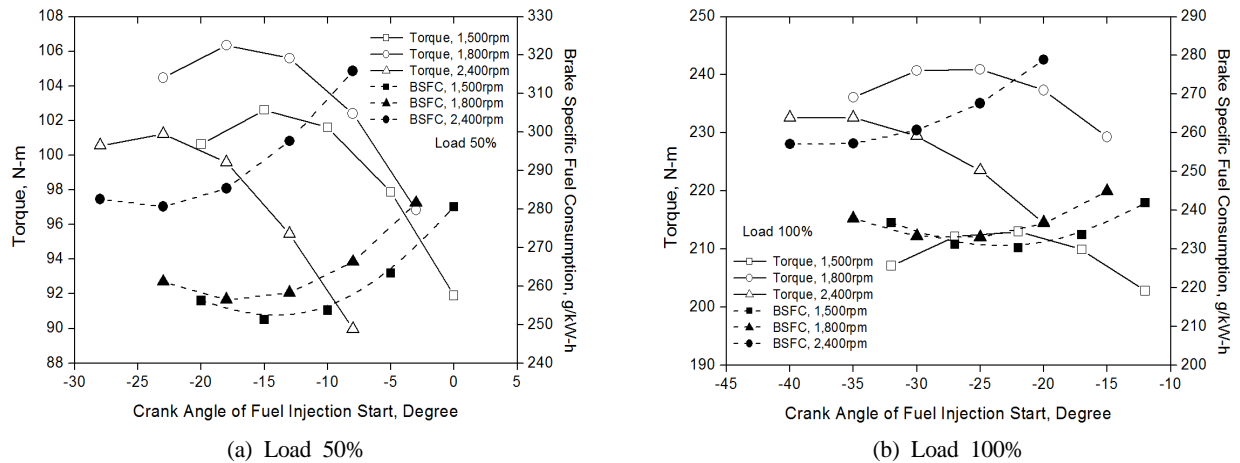 108
106
104
102
100
98
96
94
92
90
88
Torque, N-m
-30
-25
-20
-15
-10
-5
0
5
Crank Angle of Fuel Injection Start, Degree
330
320
310
300
290
280
270
260
250
240
Brake Specific Fuel Consumption, g/kW-h
Torque, 1,500rpm
Torque, 1,800rpm
Torque, 2,400rpm
BSFC, 1,500rpm
BSFC, 1,800rpm
BSFC, 2,400rpm
Load 50%
(a) Load 50%
250
240
230
220
210
200
190
Torque, N-m
-45
-40
-35
-30
-25
-20
-15
Crank Angle of Fuel Injection Start, Degree
290
280
270
260
250
240
230
220
210
200
Brake Specific Fuel Consumption, g/kW-h
Load 100%
Torque, 1,500rpm
Torque, 1,800rpm
Torque, 2,400rpm
BSFC, 1,500rpm
BSFC, 1,800rpm
BSFC, 2,400rpm
(b) Load 100%